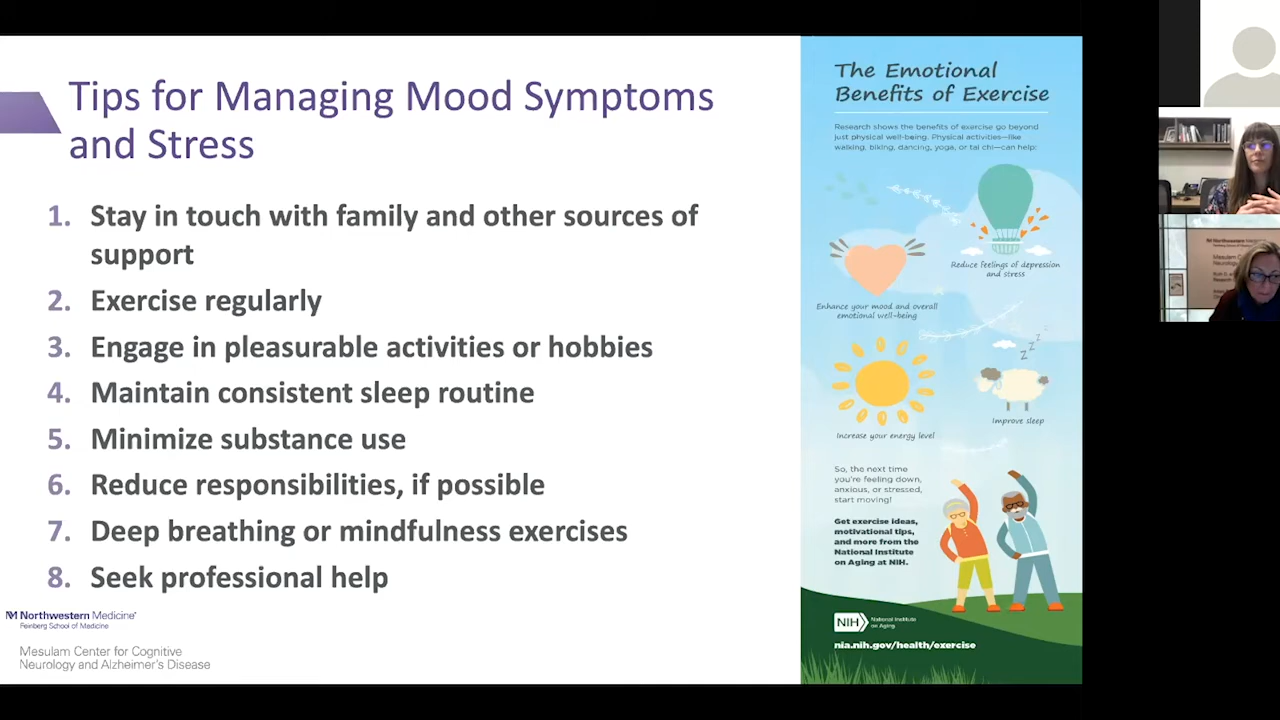 Tips for Managing Mood Symptoms
and Stress
1. Stay in touch with family and other sources of
support
2. Exercise regularly
3. Engage in pleasurable activities or hobbies
4. Maintain consistent sleep routine
5. Minimize substance use
6. Reduce responsibilities, if possible
7. Deep breathing or mindfulness exercises
8. Seek professional help
Northwestern Medicine
Feinberg School of Medicine
Mesulam Center for Cognitive
Neurology and Alzheimer's Disease
The Emotional
Benefits of Exercise
Research shows the benefits of exercise go beyond
just physical well-being. Physical activities—like
walking, biking, dancing, yoga, or tai chi—can help:
Reduce feelings of depression
and stress
Enhance your mood and overall
emotional well-being
z z z
Increase your energy level
Improve sleep
So, the next time
you're feeling down,
anxious, or stressed,
start moving!
Get exercise ideas,
motivational tips,
and more from the
National Institute
on Aging at NIH.
NIH
National Institute
on Aging
nia.nih.gov/health/exercise